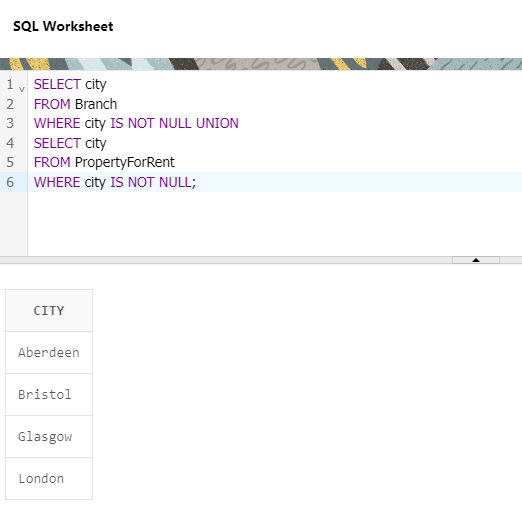 SQL Worksheet
1 SELECT city
2 FROM Branch
3 WHERE city IS NOT NULL UNION
4 SELECT city
5 FROM PropertyForRent
6 WHERE city IS NOT NULL;
CITY
Aberdeen
Bristol
Glasgow
London